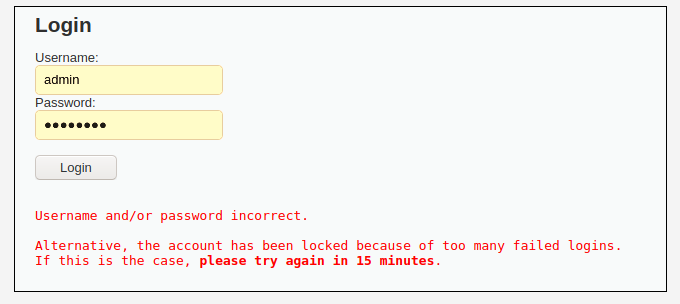 Login
Username:
admin
Password:
••••••••
Login
Username and/or password incorrect.
Alternative, the account has been locked because of too many failed logins.
If this is the case, please try again in 15 minutes.